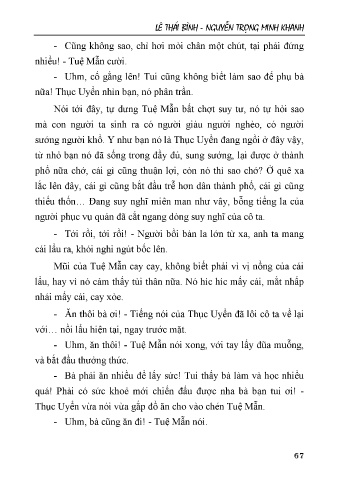 LÊ THÁI BÌNH - NGUYỄN TRỌNG MINH KHANH
- Cũng không sao, chỉ hơi mỏi chân một chút, tại phải đứng
nhiều! - Tuệ Mẫn cười.
- Uhm, cố gắng lên! Tui cũng không biết làm sao để phụ bà
nữa! Thục Uyển nhìn bạn, nó phân trần.
Nói tới đây, tự dưng Tuệ Mẫn bất chợt suy tư, nó tự hỏi sao
mà con người ta sinh ra có người giàu người nghèo, có người
sướng người khổ. Y như bạn nó là Thục Uyển đang ngồi ở đây vậy,
từ nhỏ bạn nó đã sống trong đầy đủ, sung sướng, lại được ở thành
phố nữa chớ, cái gì cũng thuận lợi, còn nó thì sao chớ? Ở quê xa
lắc lên đây, cái gì cũng bắt đầu trễ hơn dân thành phố, cái gì cũng
thiếu thốn… Đang suy nghĩ miên man như vậy, bỗng tiếng la của
người phục vụ quán đã cắt ngang dòng suy nghĩ của cô ta.
- Tới rồi, tới rồi! - Người bồi bàn la lớn từ xa, anh ta mang
cái lẩu ra, khói nghi ngút bốc lên.
Mũi của Tuệ Mẫn cay cay, không biết phải vì vị nồng của cái
lẩu, hay vì nó cảm thấy tủi thân nữa. Nó híc híc mấy cái, mắt nhấp
nháy mấy cái, cay xòe.
- Ăn thôi bà ơi! - Tiếng nói của Thục Uyển đã lôi cô ta về lại
với… nồi lẩu hiện tại, ngay trước mặt.
- Uhm, ăn thôi! - Tuệ Mẫn nói xong, với tay lấy đũa muỗng,
và bắt đầu thưởng thức.
- Bà phải ăn nhiều để lấy sức! Tui thấy bà làm và học nhiều
quá! Phải có sức khoẻ mới chiến đấu được nha bà bạn tui ơi! -
Thục Uyển vừa nói vừa gắp đồ ăn cho vào chén Tuệ Mẫn.
- Uhm, bà cũng ăn đi! - Tuệ Mẫn nói.
67